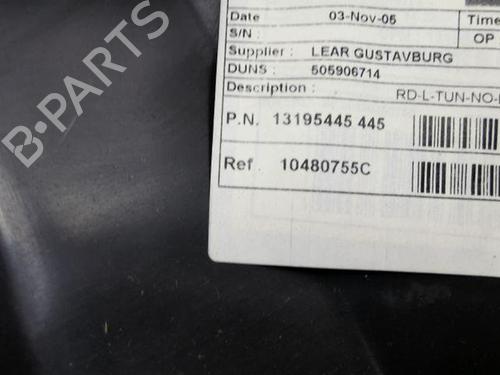 Date 03-Nov-05 Time
S/N : OP
Supplier : LEAR GUSTAVBURG
DUNS : 505906714
Description : RD-L-TUN-NO-
P.N. 13195445 445
Ref 10480755C
B-PARTS